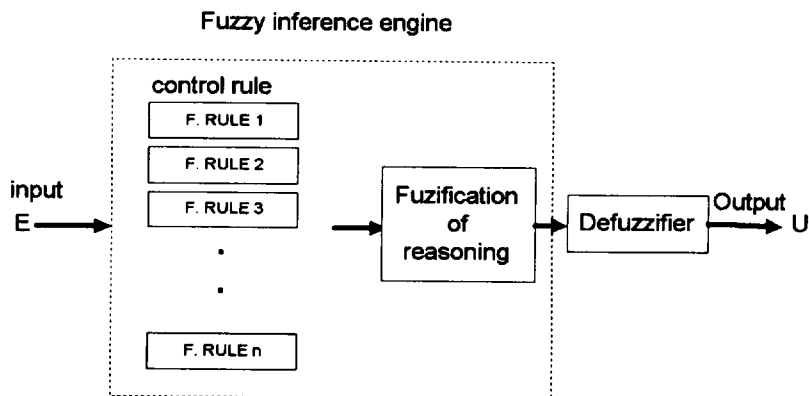 Fuzzy inference engine
control rule
F. RULE 1
F. RULE 2
F. RULE 3
F. RULE n
input
E
Fuzification
of
reasoning
Defuzzifier
Output
U